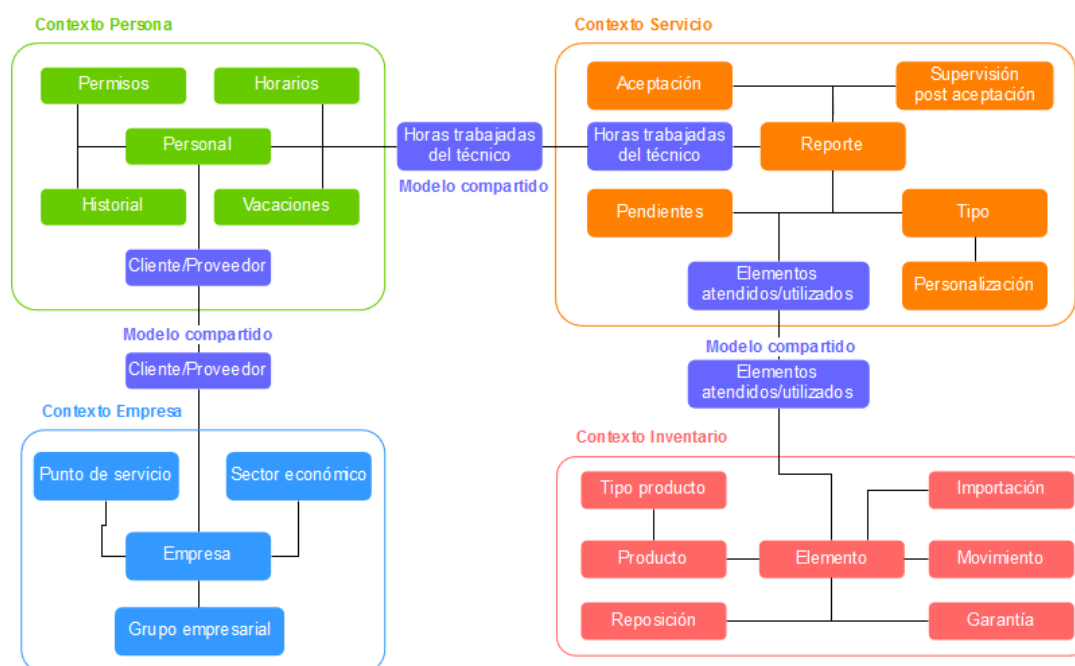 Contexto Persona
Permisos
Horarios
Personal
Historial
Vacaciones
Cliente/Proveedor
Modelo compartido
Cliente/Proveedor
Horas trabajadas
del técnico
Modelo compartido
Contexto Servicio
Aceptación
Supervisión
post aceptación
Horas trabajadas
del técnico
Reporte
Pendientes
Tipo
Elementos
atendidos/utilizados
Personalización
Modelo compartido
Elementos
atendidos/utilizados
Contexto Empresa
Punto de servicio
Sector económico
Empresa
Grupo empresarial
Contexto Inventario
Tipo producto
Importación
Producto
Elemento
Movimiento
Reposición
Garantía